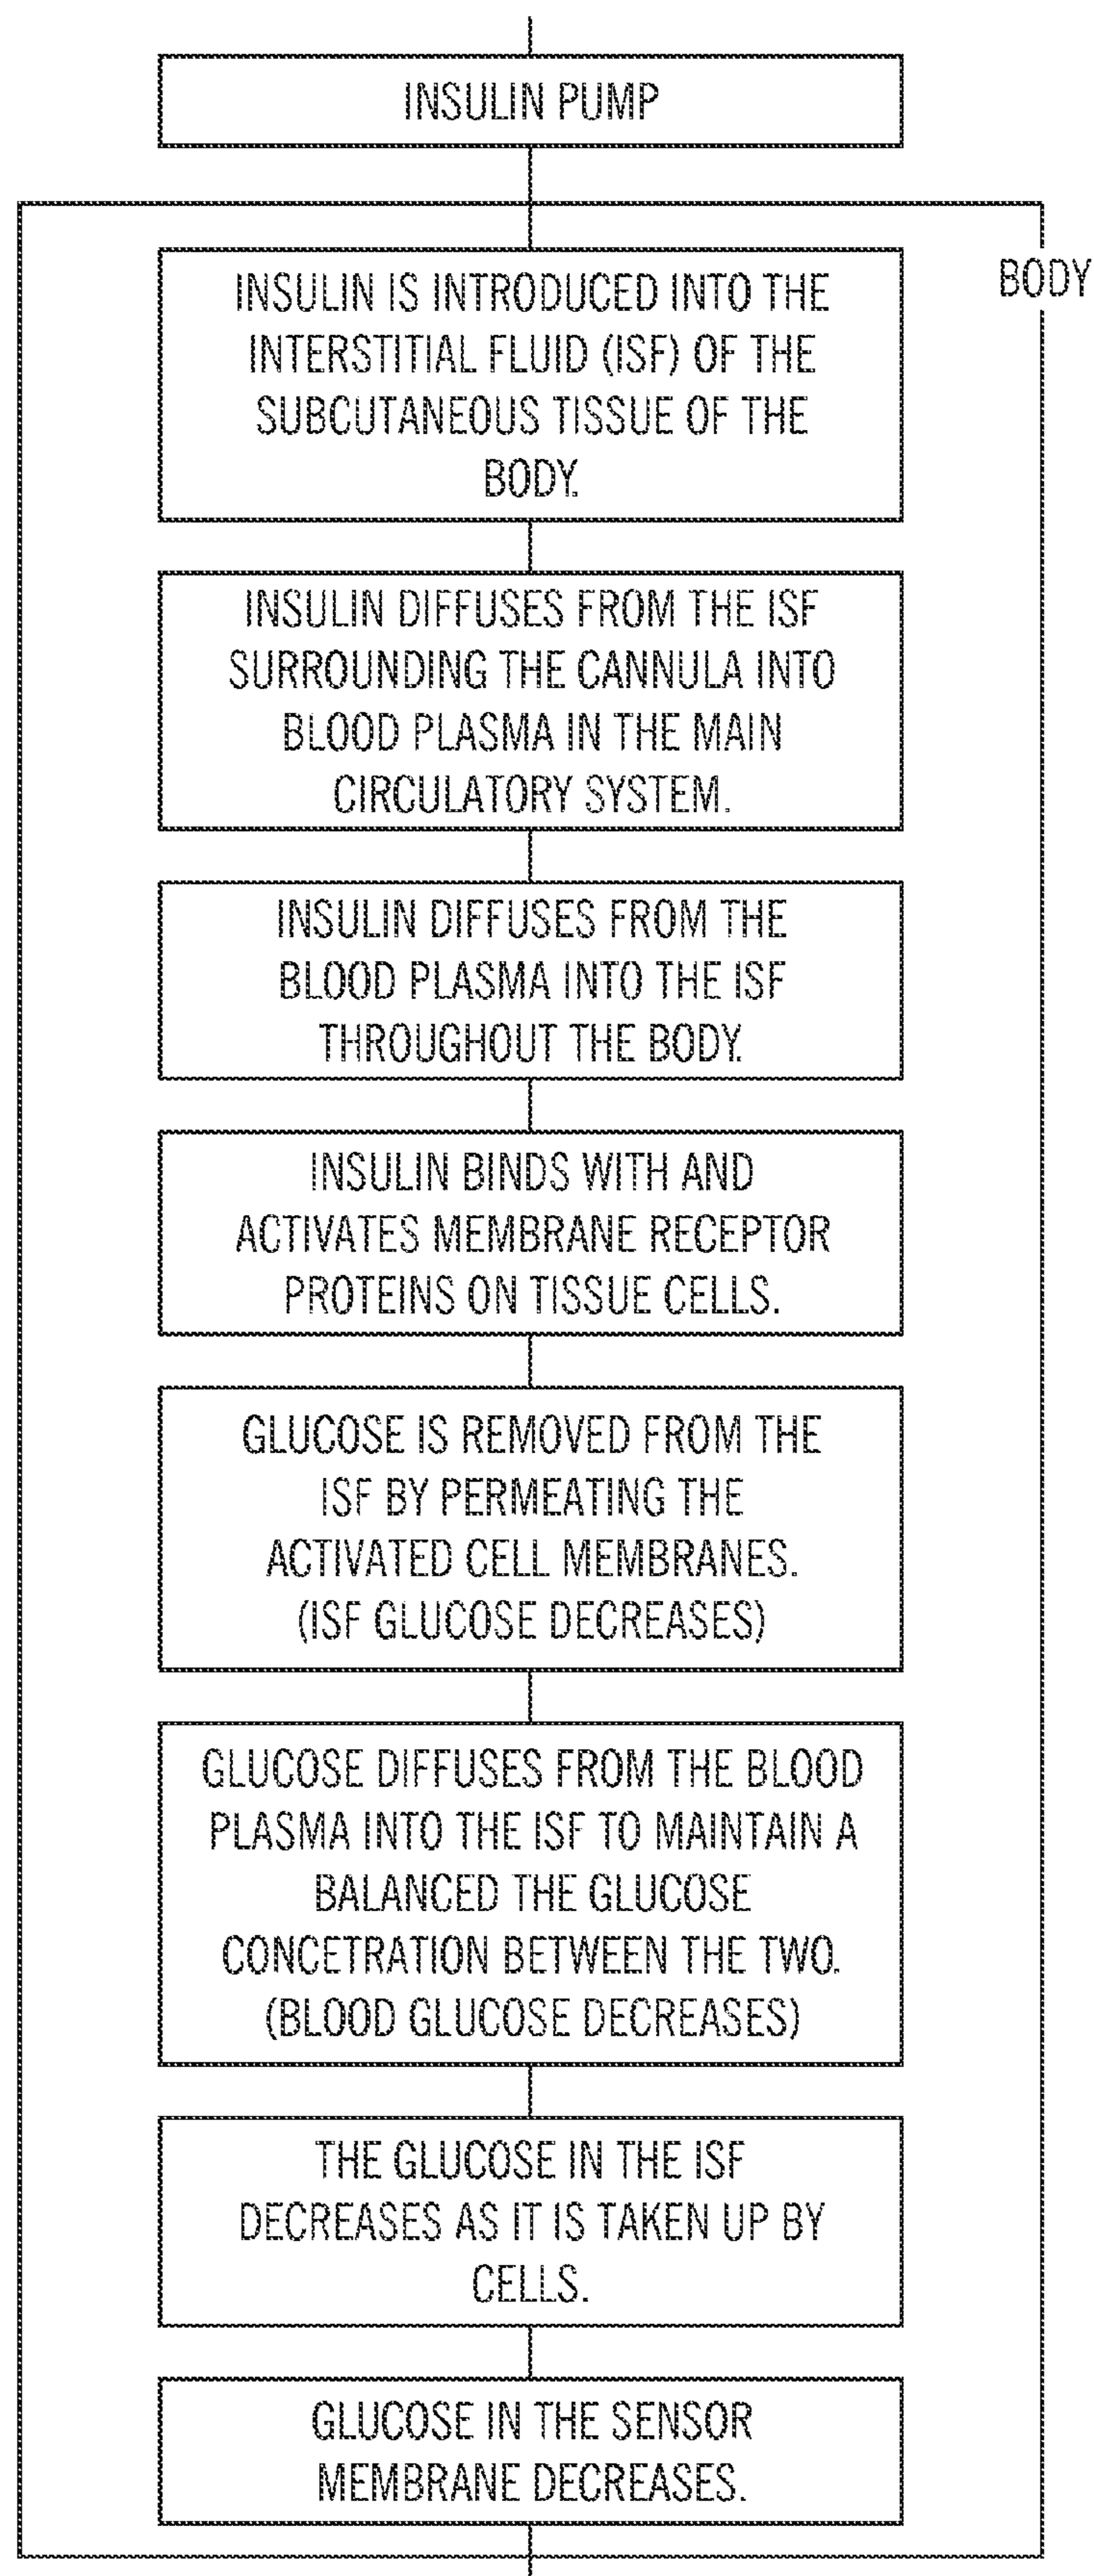 INSULIN PUMP
BODY
INSULIN IS INTRODUCED INTO THE
INTERSTITIAL FLUID (ISF) OF THE
SUBCUTANEOUS TISSUE OF THE
BODY.
INSULIN DIFFUSES FROM THE ISF
SURROUNDING THE CANNULA INTO
BLOOD PLASMA IN THE MAIN
CIRCULATORY SYSTEM.
INSULIN DIFFUSES FROM THE
BLOOD PLASMA INTO THE ISF
THROUGHOUT THE BODY.
INSULIN BINDS WITH AND
ACTIVATES MEMBRANE RECEPTOR
PROTEINS ON TISSUE CELLS.
GLUCOSE IS REMOVED FROM THE
ISF BY PERMEATING THE
ACTIVATED CELL MEMBRANES.
(ISF GLUCOSE DECREASES)
GLUCOSE DIFFUSES FROM THE BLOOD
PLASMA INTO THE ISF TO MAINTAIN A
BALANCED THE GLUCOSE
CONCETRATION BETWEEN THE TWO.
(BLOOD GLUCOSE DECREASES)
THE GLUCOSE IN THE ISF
DECREASES AS IT IS TAKEN UP BY
CELLS.
GLUCOSE IN THE SENSOR
MEMBRANE DECREASES.